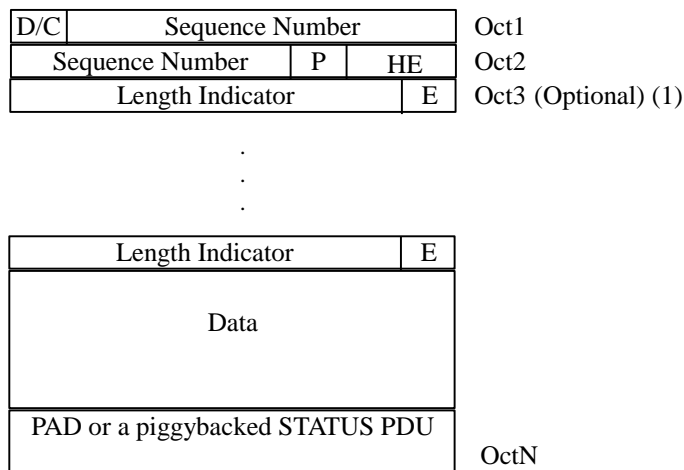 D/C Sequence Number Oct1
Sequence Number P HE Oct2
Length Indicator E Oct3 (Optional) (1)
.
.
.
Length Indicator E
Data
PAD or a piggybacked STATUS PDU
OctN